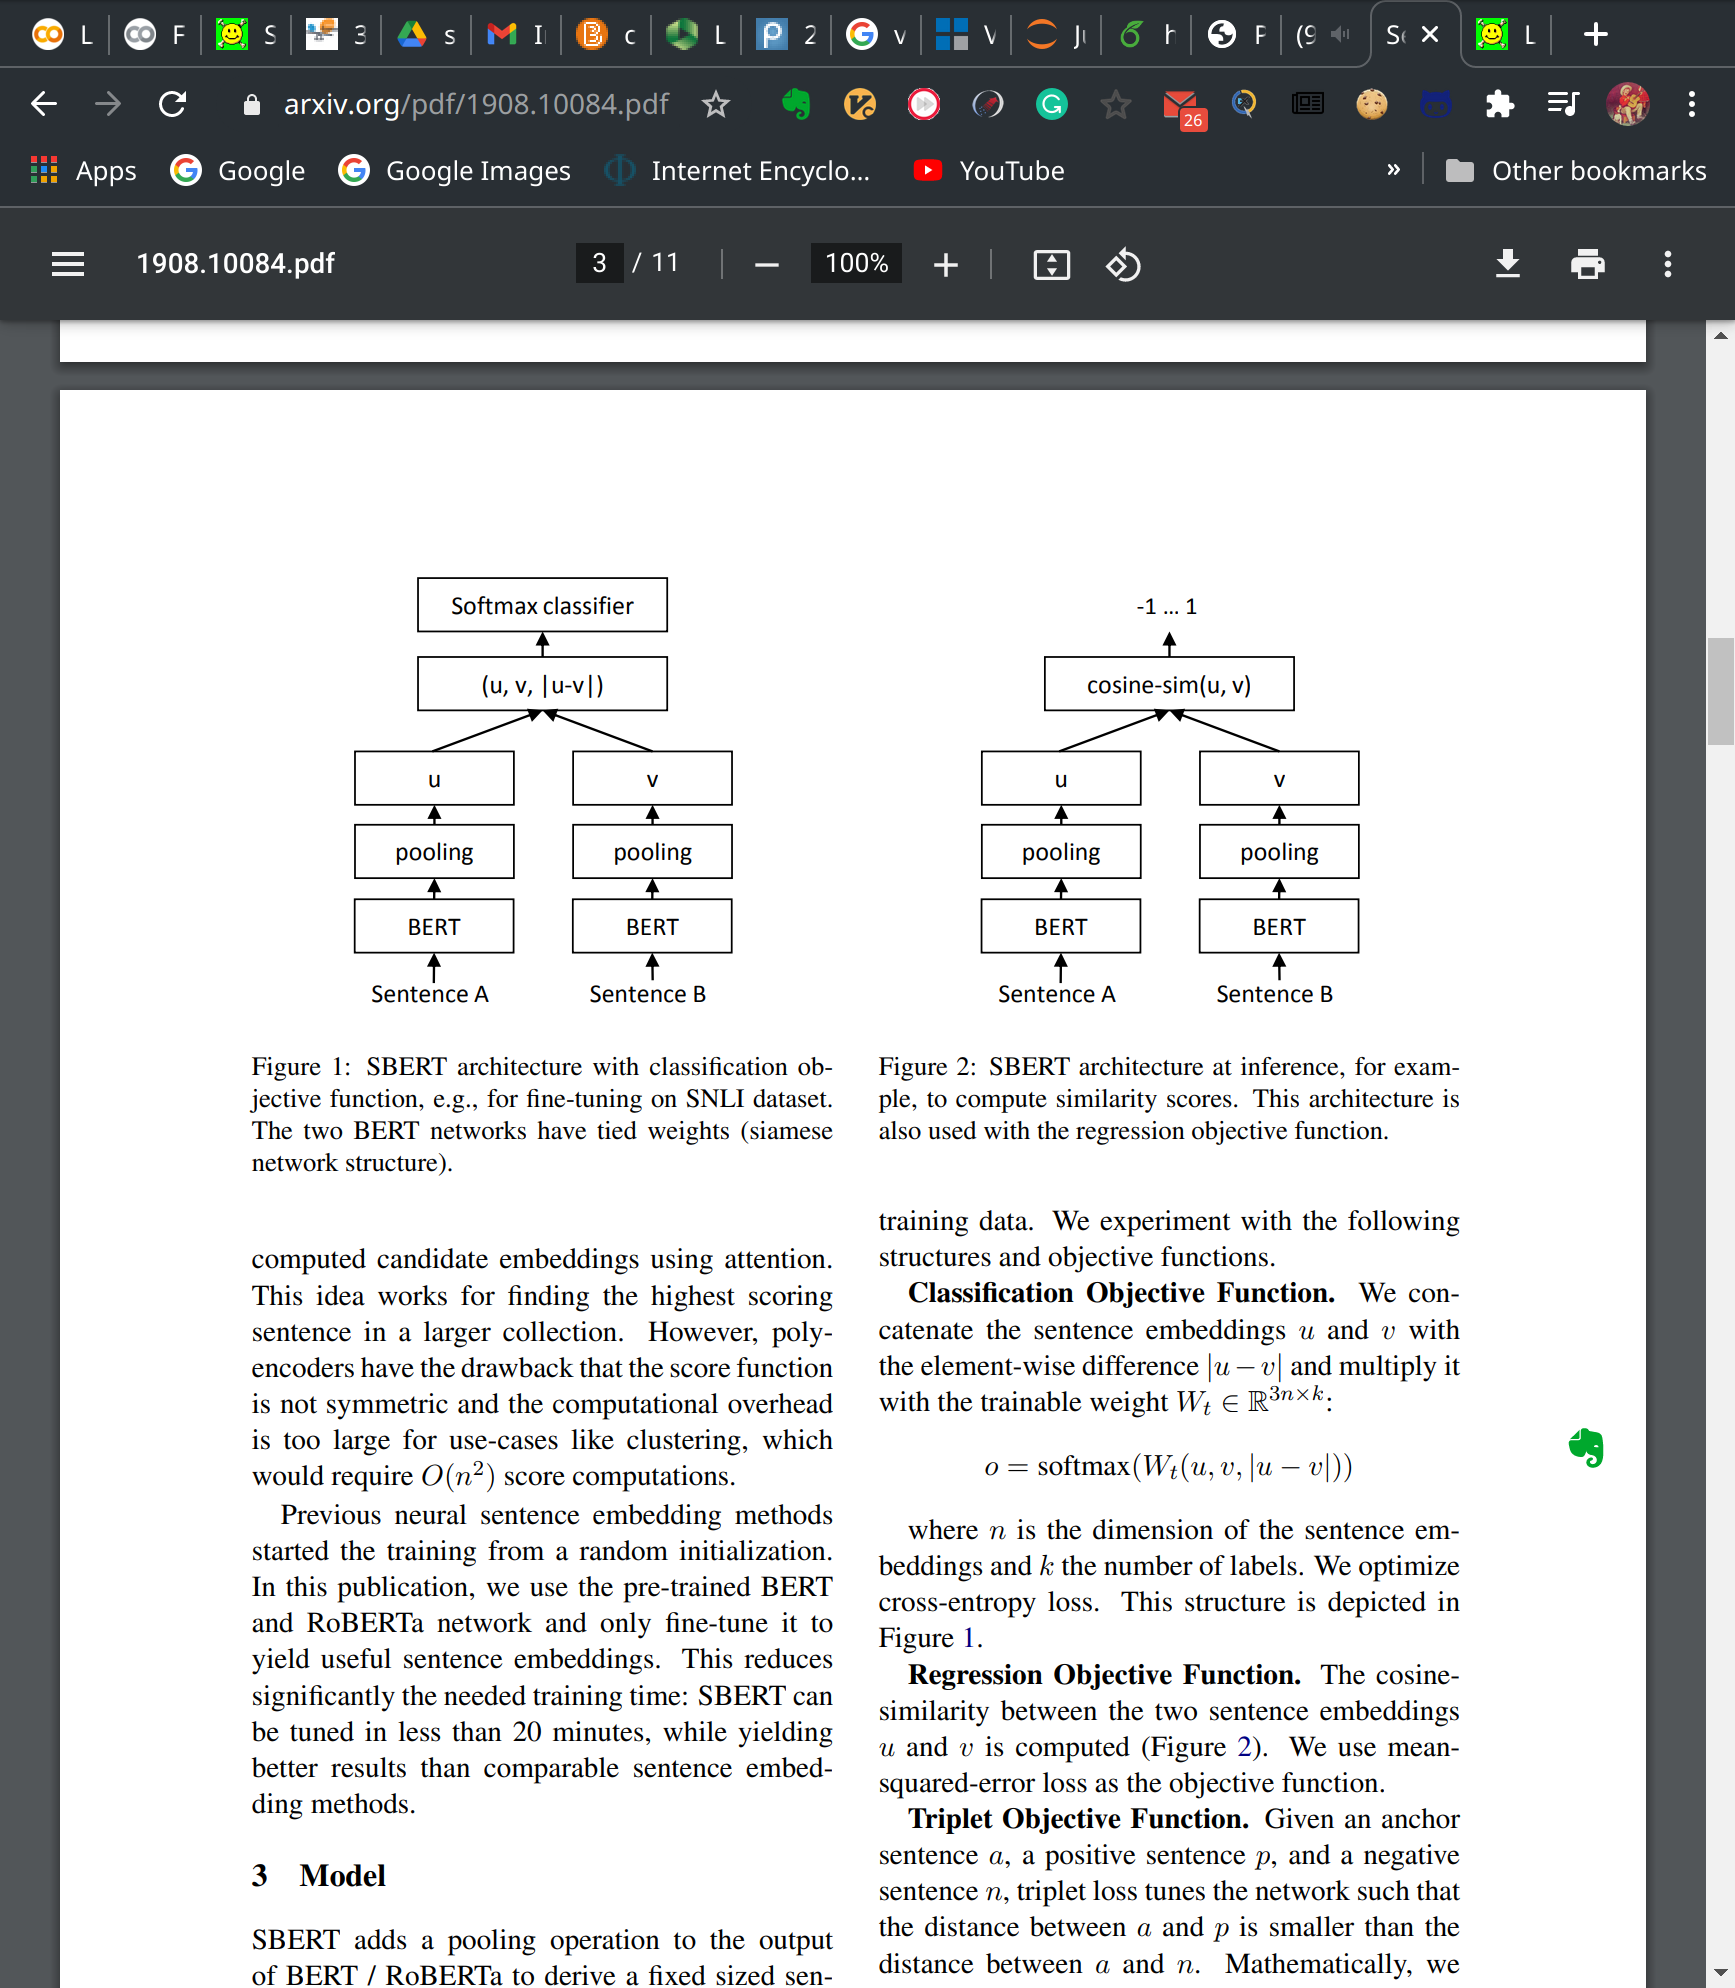 L F S 3 s M I c L 2 v V h F (9 S L
arxiv.org/pdf/1908.10084.pdf 26
Apps Google Google Images Internet Encyclo... YouTube » Other bookmarks
1908.10084.pdf 3 / 11 100%
Softmax classifier
(u, v, |u-v|)
u v
pooling pooling
BERT BERT
Sentence A Sentence B
Figure 1: SBERT architecture with classification ob-
jective function, e.g., for fine-tuning on SNLI dataset.
The two BERT networks have tied weights (siamese
network structure).
computed candidate embeddings using attention.
This idea works for finding the highest scoring
sentence in a larger collection. However, poly-
encoders have the drawback that the score function
is not symmetric and the computational overhead
is too large for use-cases like clustering, which
would require O(n²) score computations.
Previous neural sentence embedding methods
started the training from a random initialization.
In this publication, we use the pre-trained BERT
and RoBERTa network and only fine-tune it to
yield useful sentence embeddings. This reduces
significantly the needed training time: SBERT can
be tuned in less than 20 minutes, while yielding
better results than comparable sentence embed-
ding methods.
3 Model
SBERT adds a pooling operation to the output
of BERT / RoBERTa to derive a fixed sized sen-
-1 … 1
cosine-sim(u, v)
u v
pooling pooling
BERT BERT
Sentence A Sentence B
Figure 2: SBERT architecture at inference, for exam-
ple, to compute similarity scores. This architecture is
also used with the regression objective function.
training data. We experiment with the following
structures and objective functions.
Classification Objective Function. We con-
catenate the sentence embeddings u and v with
the element-wise difference |u − v| and multiply it
with the trainable weight Wₜ ∈ ℝ³ⁿˣᵏ:
o = softmax(Wₜ(u, v, |u − v|))
where n is the dimension of the sentence em-
beddings and k the number of labels. We optimize
cross-entropy loss. This structure is depicted in
Figure 1.
Regression Objective Function. The cosine-
similarity between the two sentence embeddings
u and v is computed (Figure 2). We use mean-
squared-error loss as the objective function.
Triplet Objective Function. Given an anchor
sentence a, a positive sentence p, and a negative
sentence n, triplet loss tunes the network such that
the distance between a and p is smaller than the
distance between a and n. Mathematically, we